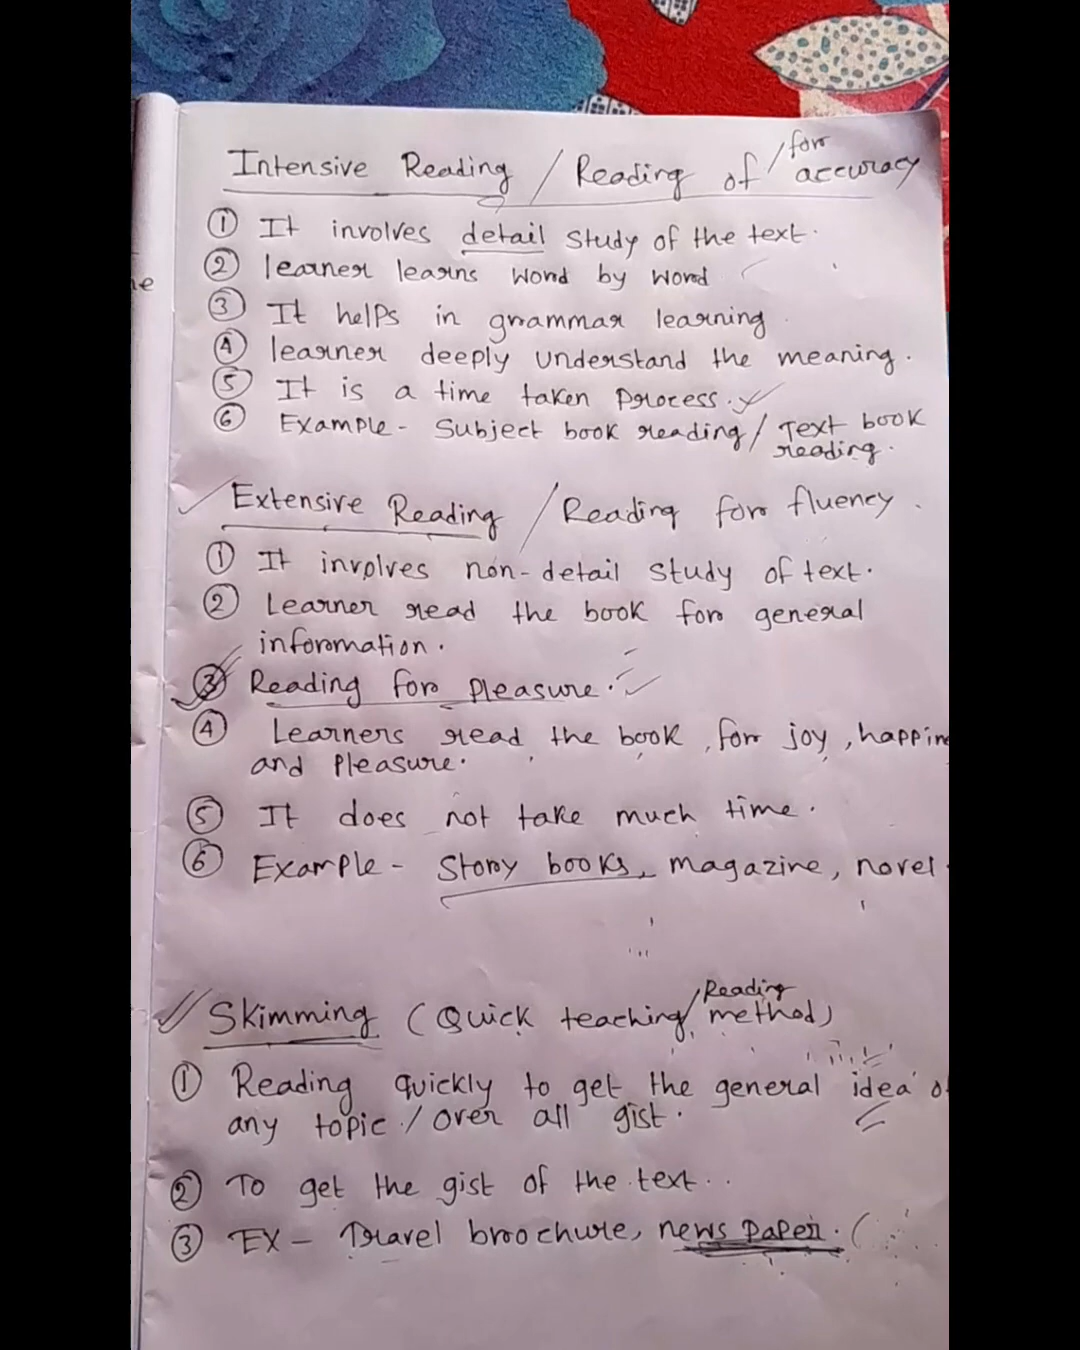 Intensive Reading / Reading of / for accuracy
① It involves detail study of the text.
② learner learns word by word
③ It helps in grammar learning
④ learner deeply understand the meaning.
⑤ It is a time taken process.
⑥ Example - Subject book reading / Text book
reading.
Extensive Reading / Reading for fluency.
① It involves non-detail study of text.
② Learner read the book for general
information.
③ Reading for pleasure.
④ Learners read the book, for joy, happin
and pleasure.
⑤ It does not take much time.
⑥ Example - Story books, magazine, novel
Skimming (Quick teaching / Reading method)
① Reading quickly to get the general idea o
any topic. / over all gist.
② To get the gist of the text..
③ EX - Travel brochure, news paper. (